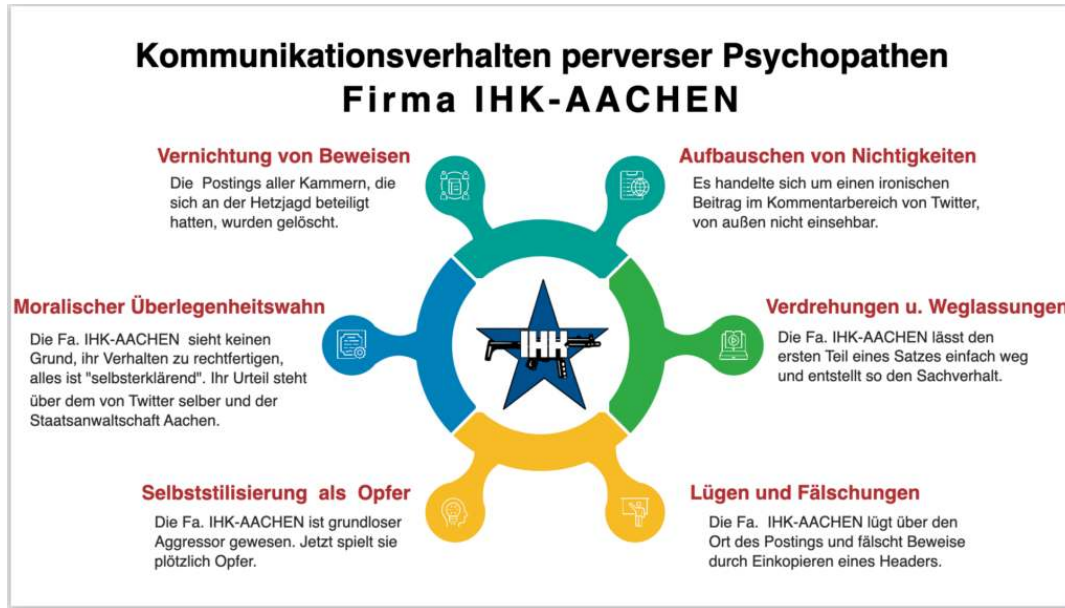 Kommunikationsverhalten perverser Psychopathen
Firma IHK-AACHEN
Vernichtung von Beweisen
Die Postings aller Kammern, die
sich an der Hetzjagd beteiligt
hatten, wurden gelöscht.
Aufbauschen von Nichtigkeiten
Es handelte sich um einen ironischen
Beitrag im Kommentarbereich von Twitter,
von außen nicht einsehbar.
Moralischer Überlegenheitswahn
Die Fa. IHK-AACHEN sieht keinen
Grund, ihr Verhalten zu rechtfertigen,
alles ist "selbsterklärend". Ihr Urteil steht
über dem von Twitter selber und der
Staatsanwaltschaft Aachen.
IHK
Verdrehungen u. Weglassungen
Die Fa. IHK-AACHEN lässt den
ersten Teil eines Satzes einfach weg
und entstellt so den Sachverhalt.
Selbststilisierung als Opfer
Die Fa. IHK-AACHEN ist grundloser
Aggressor gewesen. Jetzt spielt sie
plötzlich Opfer.
Lügen und Fälschungen
Die Fa. IHK-AACHEN lügt über den
Ort des Postings und fälscht Beweise
durch Einkopieren eines Headers.